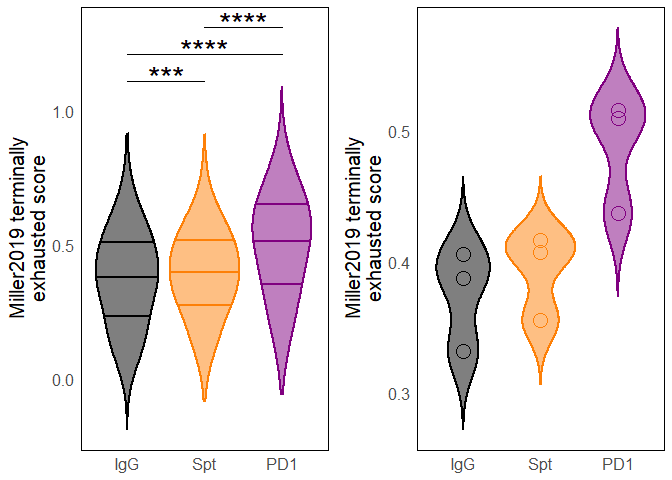 ****
****
***
Miller2019 terminally
exhausted score
1.0
0.5
0.0
IgG Spt PD1
Miller2019 terminally
exhausted score
0.5
0.4
0.3
IgG Spt PD1